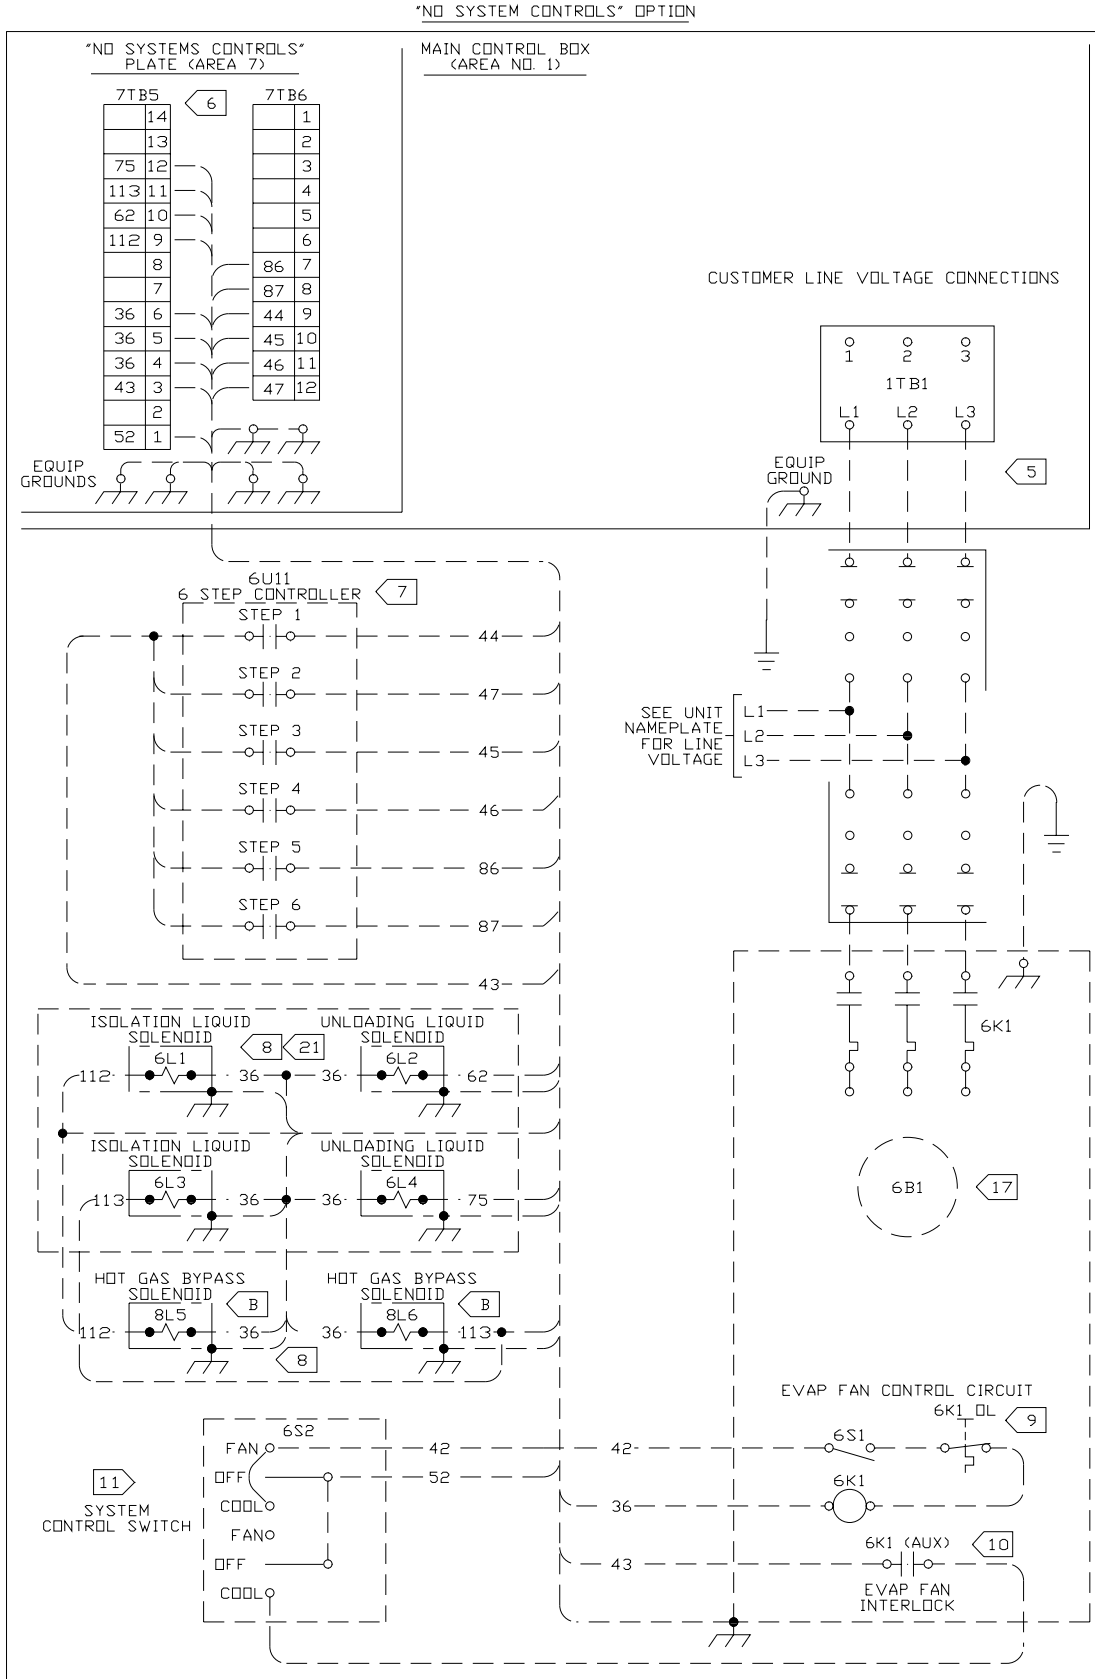 "NO SYSTEM CONTROLS" OPTION
"NO SYSTEMS CONTROLS"
PLATE (AREA 7)
MAIN CONTROL BOX
(AREA NO. 1)
7TB5
6
7TB6
14
13
75 12
113 11
62 10
112 9
8
7
36 6
36 5
36 4
43 3
2
52 1
1
2
3
4
5
6
86 7
87 8
44 9
45 10
46 11
47 12
EQUIP
GROUNDS
CUSTOMER LINE VOLTAGE CONNECTIONS
1 2 3
1TB1
L1 L2 L3
5
EQUIP
GROUND
6U11
6 STEP CONTROLLER
7
STEP 1
44
STEP 2
47
STEP 3
45
STEP 4
46
STEP 5
86
STEP 6
87
43
SEE UNIT
NAMEPLATE
FOR LINE
VOLTAGE
L1
L2
L3
ISOLATION LIQUID
SOLENOID
8 21
UNLOADING LIQUID
SOLENOID
112 6L1 36 36 6L2 62
ISOLATION LIQUID
SOLENOID
UNLOADING LIQUID
SOLENOID
113 6L3 36 36 6L4 75
HOT GAS BYPASS
SOLENOID
B
HOT GAS BYPASS
SOLENOID
B
112 8L5 36 36 8L6 113
8
6K1
6B1
17
EVAP FAN CONTROL CIRCUIT
6K1 OL
9
6S2
FAN
42
42
6S1
OFF
52
COOL
36
6K1
FAN
OFF
43
6K1 (AUX)
10
COOL
EVAP FAN
INTERLOCK
11
SYSTEM
CONTROL SWITCH